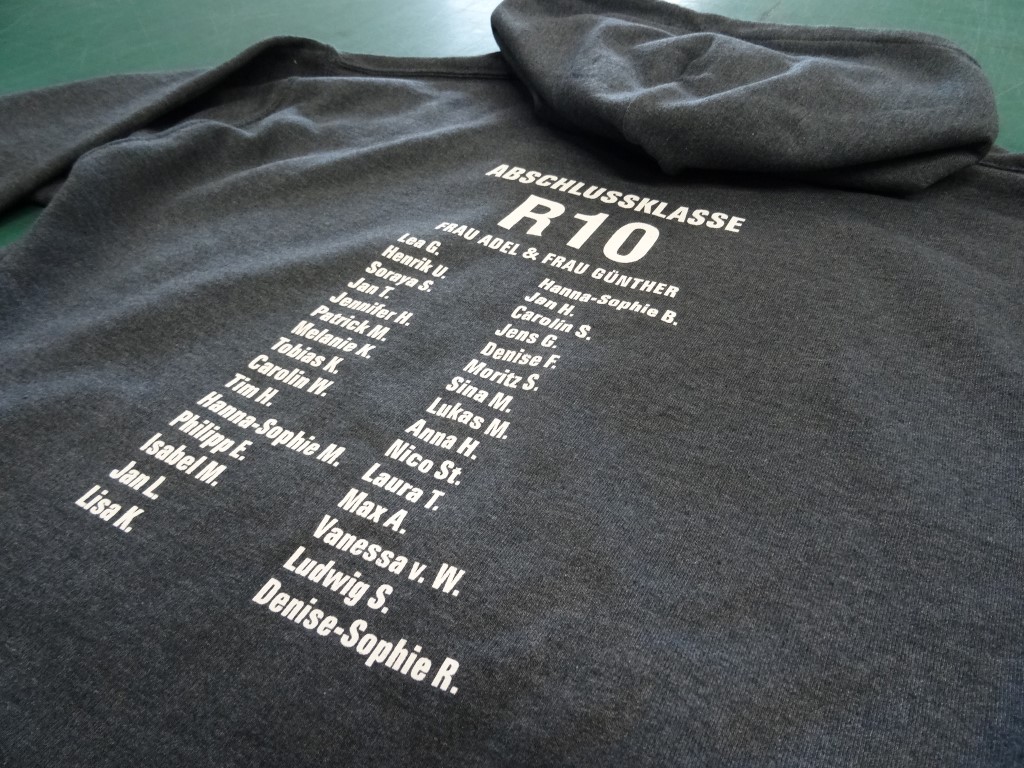 ABSCHLUSSKLASSE
R10
FRAU ADEL & FRAU GÜNTHER
Lea G.
Henrik U.
Soraya S.
Jan T.
Jennifer H.
Patrick M.
Melanie K.
Tobias K.
Carolin W.
Tim H.
Hanna-Sophie M.
Philipp E.
Isabel M.
Jan L.
Lisa K.
Hanna-Sophie B.
Jan H.
Carolin S.
Jens G.
Denise F.
Moritz S.
Sina M.
Lukas M.
Anna H.
Nico St.
Laura T.
Max A.
Vanessa v. W.
Ludwig S.
Denise-Sophie R.